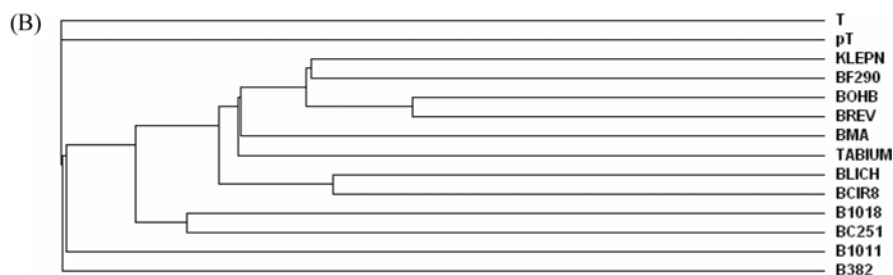 (B)
T
pT
KLEPN
BF290
BOHB
BREV
BMA
TABIUM
BLICH
BCIR8
B1018
BC251
B1011
B382